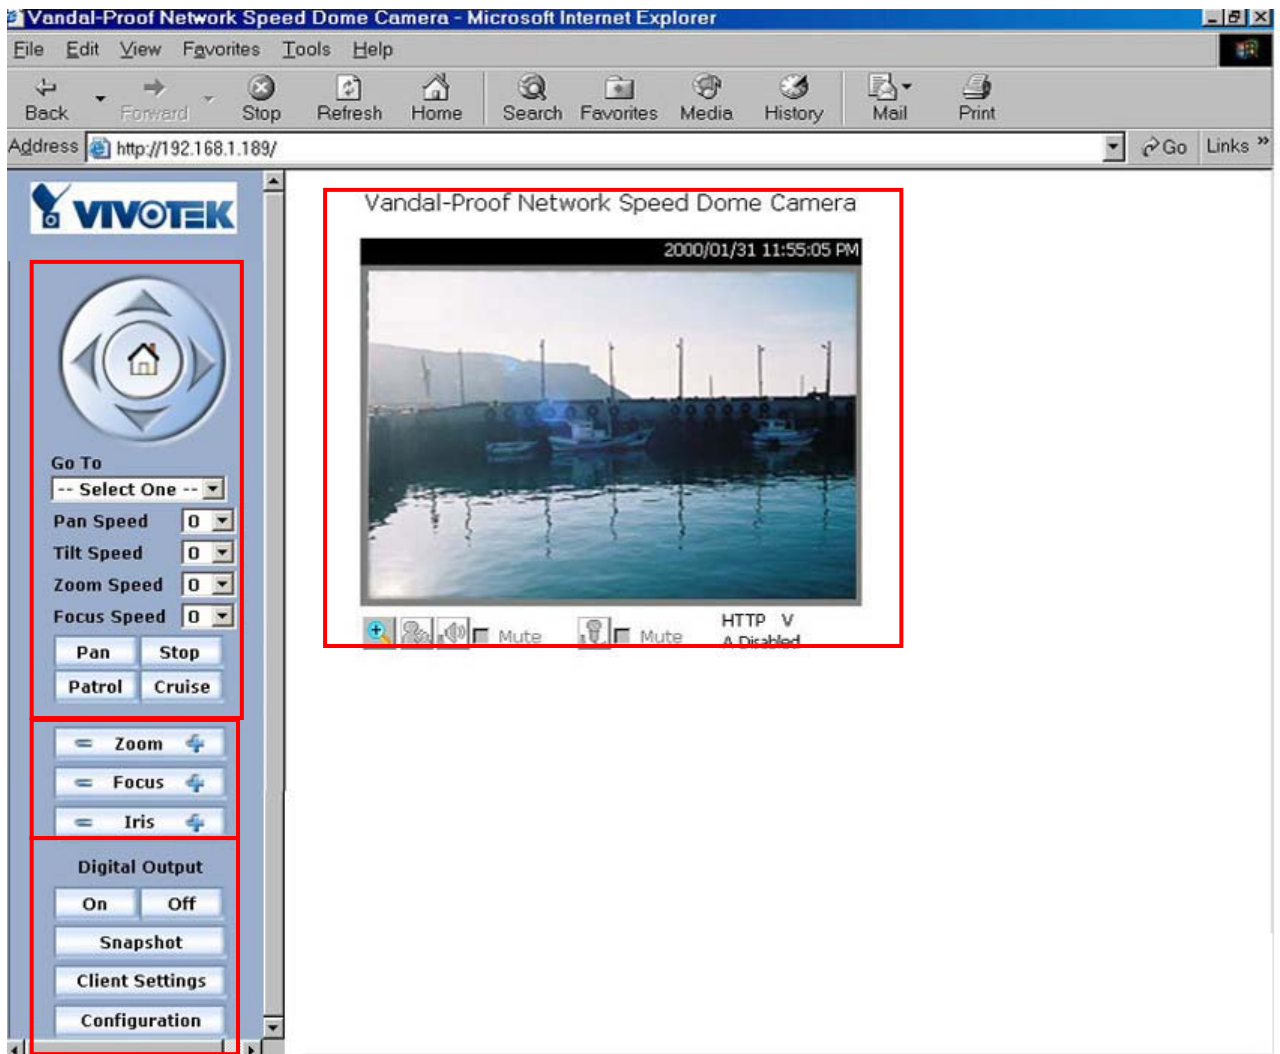 Vandal-Proof Network Speed Dome Camera - Microsoft Internet Explorer
File Edit View Favorites Tools Help
Back Forward Stop Refresh Home Search Favorites Media History Mail Print
Address http://192.168.1.189/ Go Links »
VIVOTEK
Go To
-- Select One --
Pan Speed 0
Tilt Speed 0
Zoom Speed 0
Focus Speed 0
Pan Stop
Patrol Cruise
Zoom
Focus
Iris
Digital Output
On Off
Snapshot
Client Settings
Configuration
Vandal-Proof Network Speed Dome Camera
2000/01/31 11:55:05 PM
Mute Mute HTTP V
A Disabled